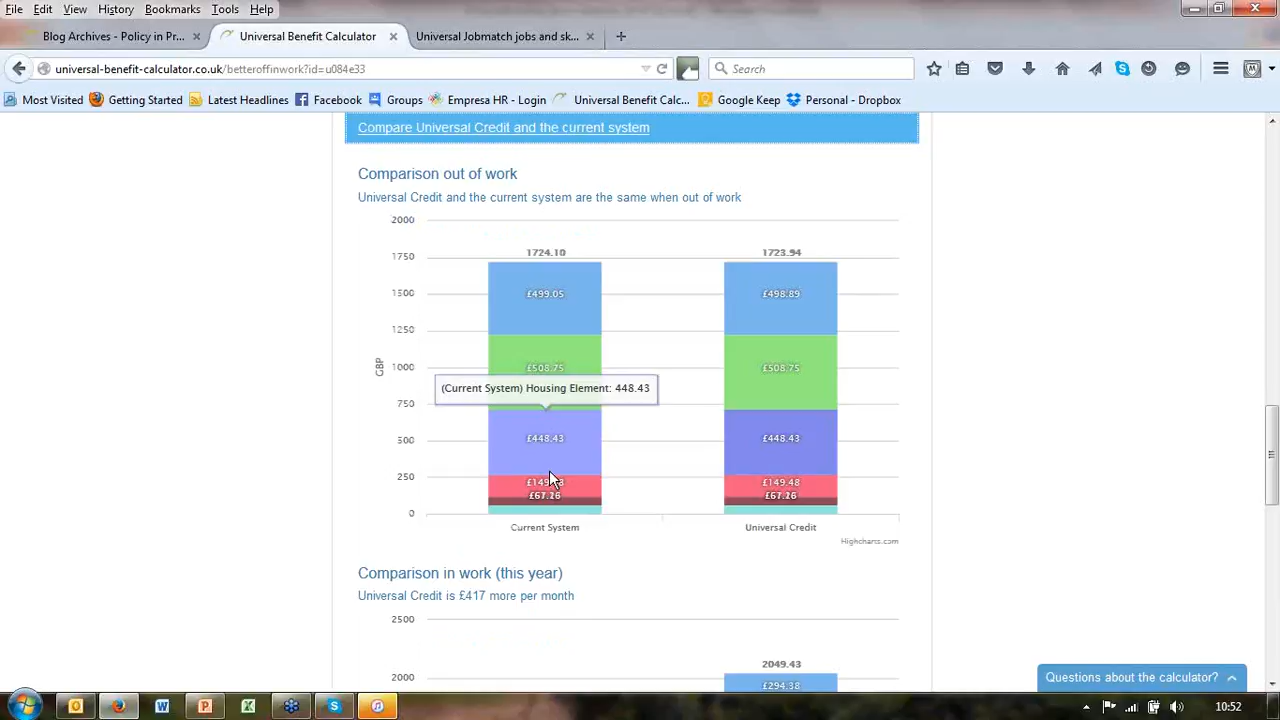 File Edit View History Bookmarks Tools Help
Blog Archives - Policy in Pr... × Universal Benefit Calculator × Universal Jobmatch jobs and sk... × +
universal-benefit-calculator.co.uk/betteroffinwork?id=u084e33 Search
Most Visited Getting Started Latest Headlines Facebook Groups Empresa HR - Login Universal Benefit Calc... Google Keep Personal - Dropbox
Compare Universal Credit and the current system
Comparison out of work
Universal Credit and the current system are the same when out of work
2000
1724.10 1723.94
1750
1500 £499.05 £498.89
1250
1000 £508.75 £508.75
GBP
(Current System) Housing Element: 448.43
750
500 £448.43 £448.43
250
£149. 8 £149.48
£67.26 £67.26
0
Current System Universal Credit
Highcharts.com
Comparison in work (this year)
Universal Credit is £417 more per month
2500
2049.43
2000 £294.38
Questions about the calculator?
10:52